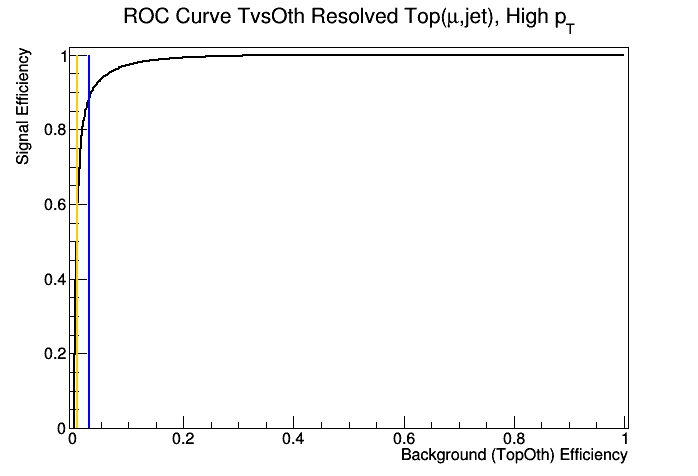 ROC Curve TvsOth Resolved Top(μ,jet), High p_T
Signal Efficiency
1
0.8
0.6
0.4
0.2
0
0 0.2 0.4 0.6 0.8 1
Background (TopOth) Efficiency